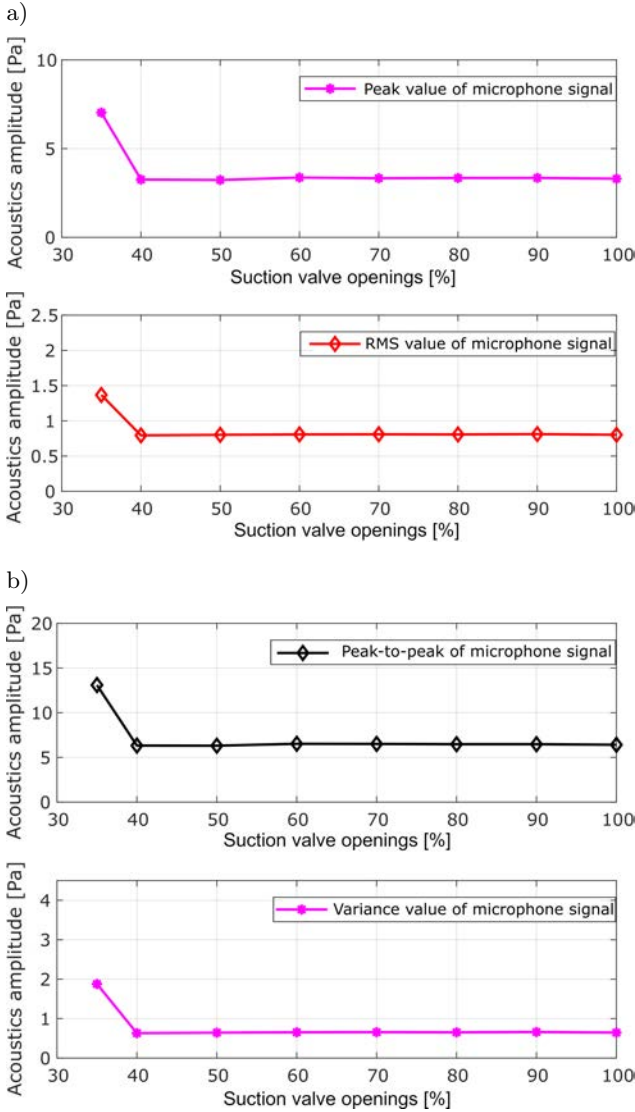 a)
Acoustics amplitude [Pa]
10
5
0
Peak value of microphone signal
30 40 50 60 70 80 90 100
Suction valve openings [%]
Acoustics amplitude [Pa]
2.5
2
1.5
1
0.5
0
RMS value of microphone signal
30 40 50 60 70 80 90 100
Suction valve openings [%]
b)
Acoustics amplitude [Pa]
20
15
10
5
0
Peak-to-peak of microphone signal
30 40 50 60 70 80 90 100
Suction valve openings [%]
Acoustics amplitude [Pa]
4
3
2
1
0
Variance value of microphone signal
30 40 50 60 70 80 90 100
Suction valve openings [%]